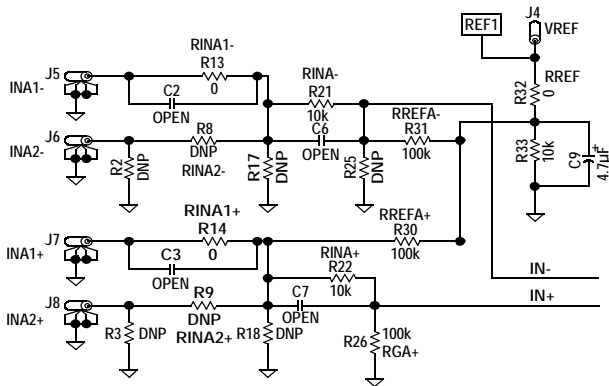 J4
REF1
VREF
J5
RINA1-
R13
0
INA1-
C2
OPEN
RINA-
R21
10k
R32
RREF
0
J6
INA2-
R2
DNP
R8
DNP
RINA2-
R17
DNP
C6
OPEN
R25
DNP
RREFA-
R31
100k
R33
10k
C9
+
4.7µF
J7
INA1+
RINA1+
R14
0
C3
OPEN
RREFA+
R30
100k
RINA+
R22
10k
IN-
IN+
J8
INA2+
R3
DNP
R9
DNP
RINA2+
R18
DNP
C7
OPEN
R26
100k
RGA+